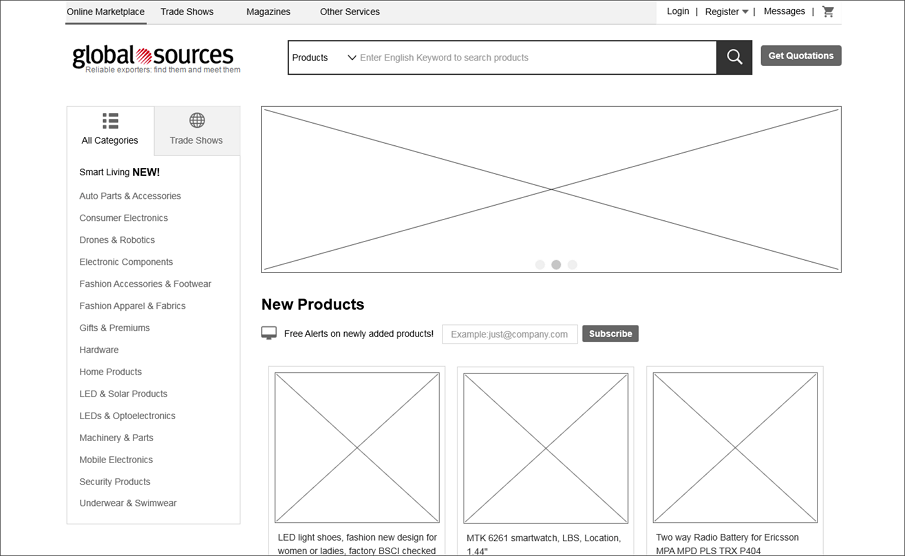 Online Marketplace Trade Shows Magazines Other Services Login | Register | Messages |
global sources
Reliable exporters: find them and meet them
Products Enter English Keyword to search products
Get Quotations
All Categories
Trade Shows
Smart Living NEW!
Auto Parts & Accessories
Consumer Electronics
Drones & Robotics
Electronic Components
Fashion Accessories & Footwear
Fashion Apparel & Fabrics
Gifts & Premiums
Hardware
Home Products
LED & Solar Products
LEDs & Optoelectronics
Machinery & Parts
Mobile Electronics
Security Products
Underwear & Swimwear
New Products
Free Alerts on newly added products! Example:just@company.com Subscribe
LED light shoes, fashion new design for
women or ladies, factory BSCI checked
MTK 6261 smartwatch, LBS, Location,
1.44"
Two way Radio Battery for Ericsson
MPA MPD PLS TRX P404